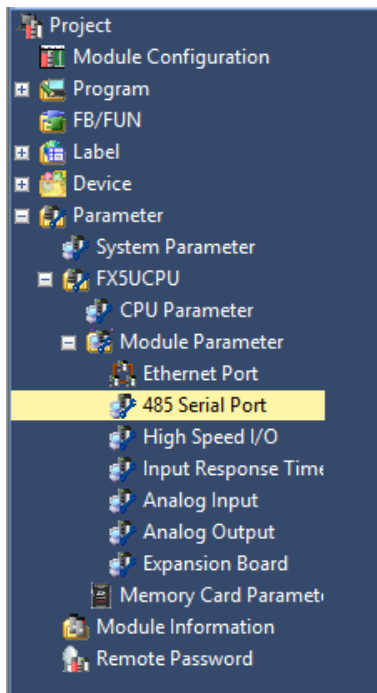 Project
Module Configuration
Program
FB/FUN
Label
Device
Parameter
System Parameter
FX5UCPU
CPU Parameter
Module Parameter
Ethernet Port
485 Serial Port
High Speed I/O
Input Response Time
Analog Input
Analog Output
Expansion Board
Memory Card Paramet
Module Information
Remote Password